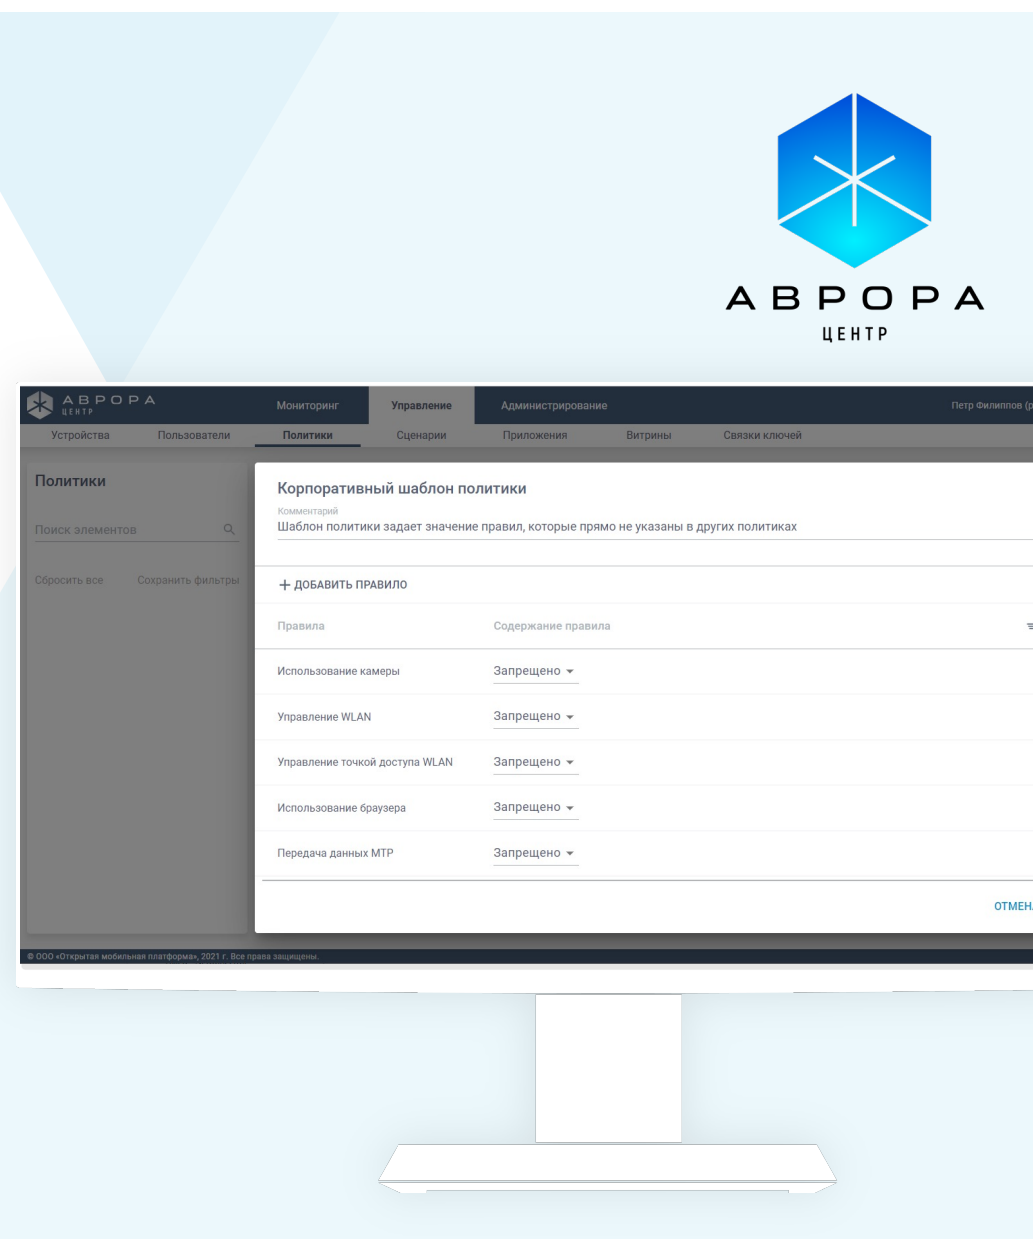 АВРОРА
ЦЕНТР
АВРОРА
ЦЕНТР
Мониторинг Управление Администрирование Петр Филиппов (р
Устройства Пользователи Политики Сценарии Приложения Витрины Связки ключей
Политики
Поиск элементов
Сбросить все Сохранить фильтры
Корпоративный шаблон политики
Комментарий
Шаблон политики задает значение правил, которые прямо не указаны в других политиках
+ ДОБАВИТЬ ПРАВИЛО
Правила Содержание правила
Использование камеры Запрещено
Управление WLAN Запрещено
Управление точкой доступа WLAN Запрещено
Использование браузера Запрещено
Передача данных MTP Запрещено
ОТМЕНА
© ООО «Открытая мобильная платформа», 2021 г. Все права защищены.